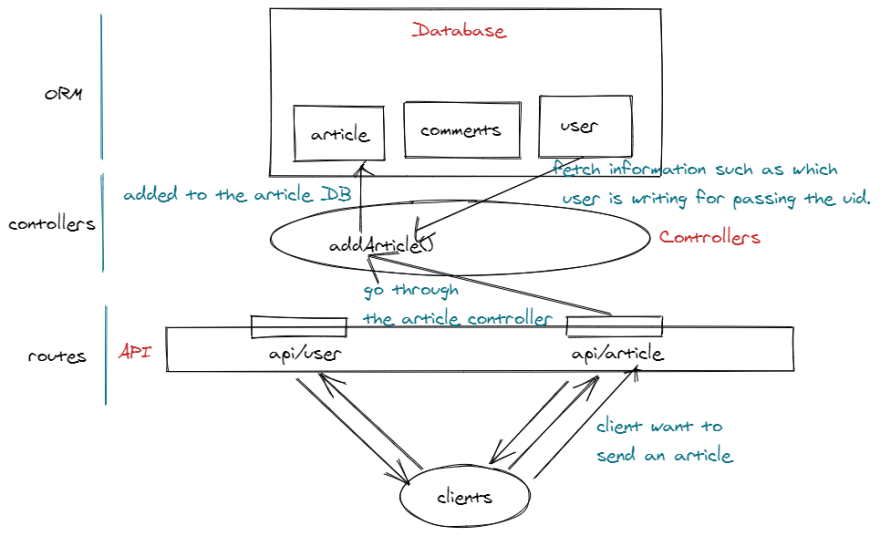 Database
ORM
article
comments
user
fetch information such as which
user is writing for passing the uid.
added to the article DB
contollers
addArticle()
Controllers
go through
the article controller
routes
API
api/user
api/article
client want to
send an article
clients